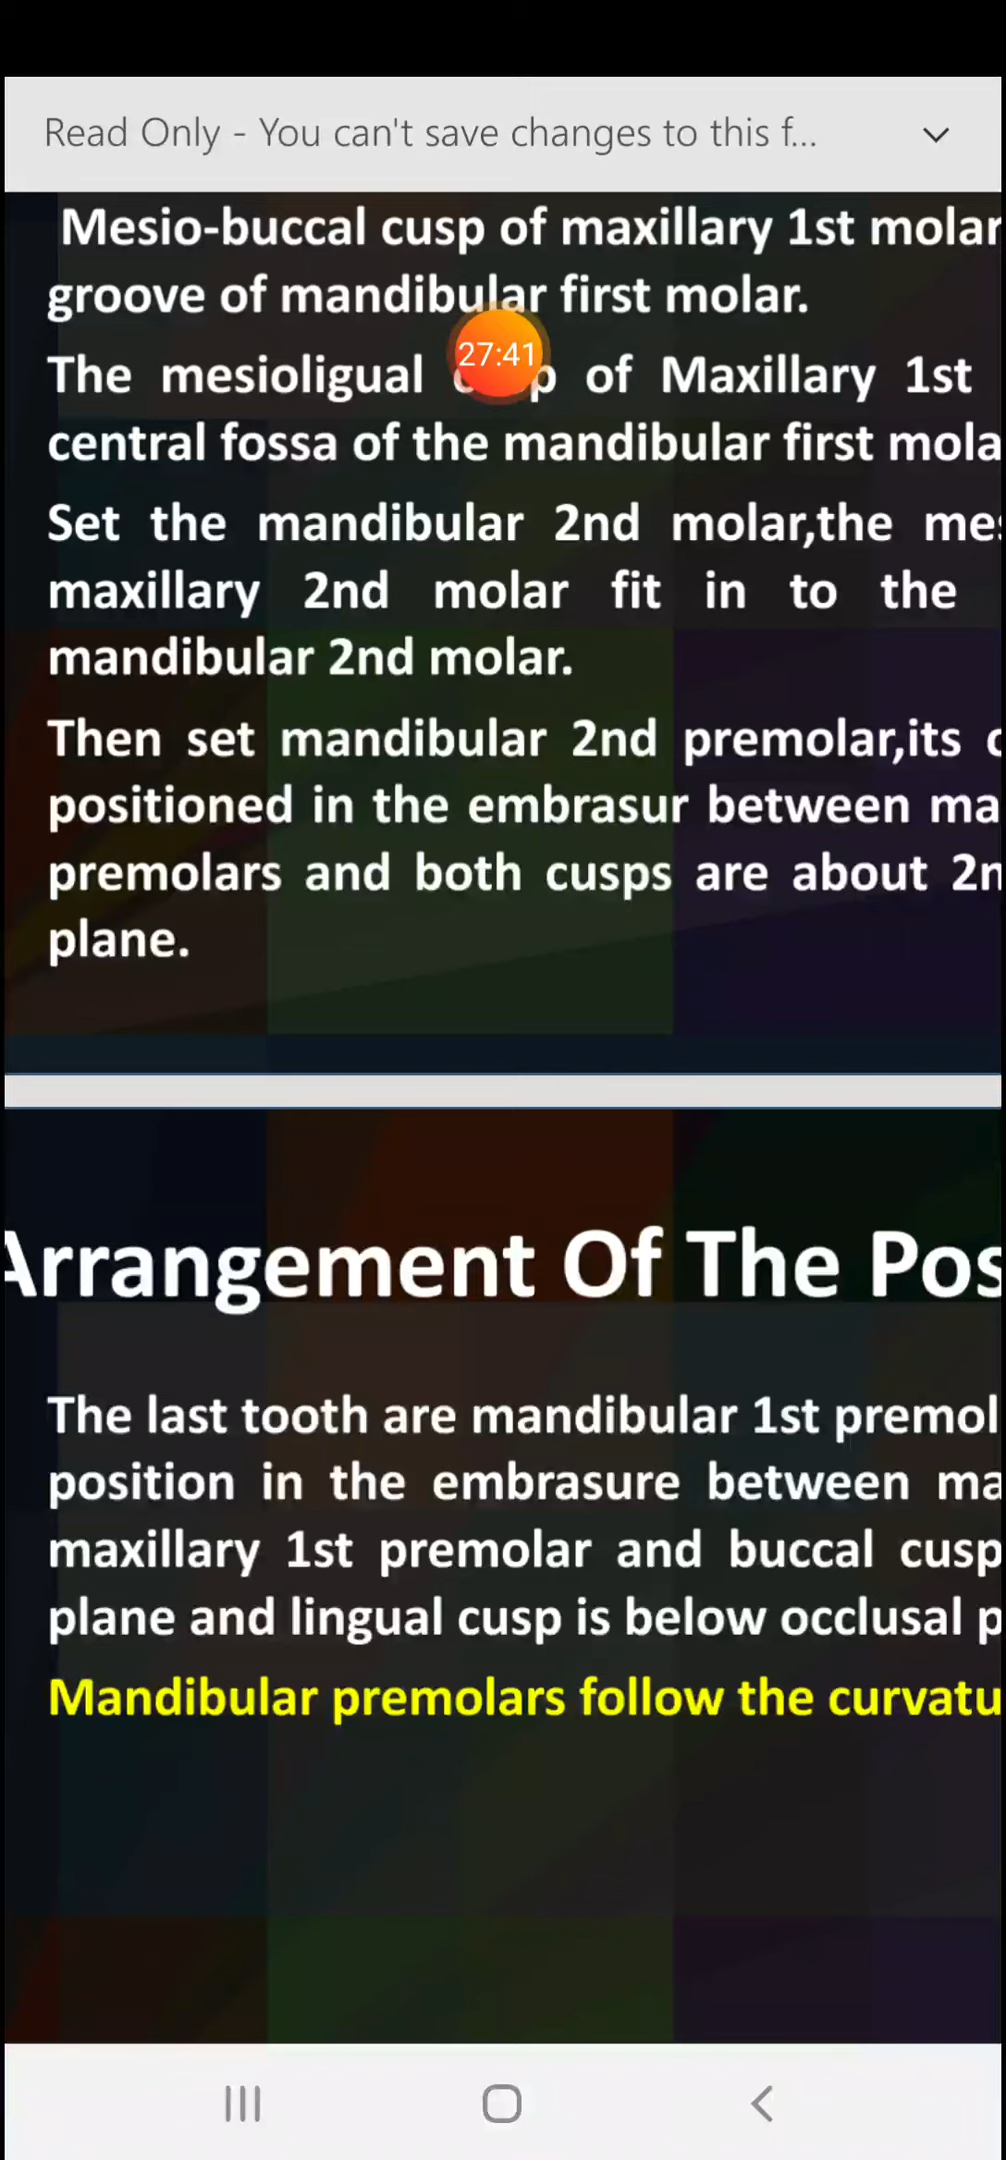 Read Only - You can't save changes to this f...
Mesio-buccal cusp of maxillary 1st molar
groove of mandibular first molar.
27:41
The mesioligual of Maxillary 1st
central fossa of the mandibular first mola
Set the mandibular 2nd molar,the me
maxillary 2nd molar fit in to the
mandibular 2nd molar.
Then set mandibular 2nd premolar,its
positioned in the embrasur between ma
premolars and both cusps are about 2n
plane.
Arrangement Of The Pos
The last tooth are mandibular 1st premol
position in the embrasure between ma
maxillary 1st premolar and buccal cusp
plane and lingual cusp is below occlusal p
Mandibular premolars follow the curvatu